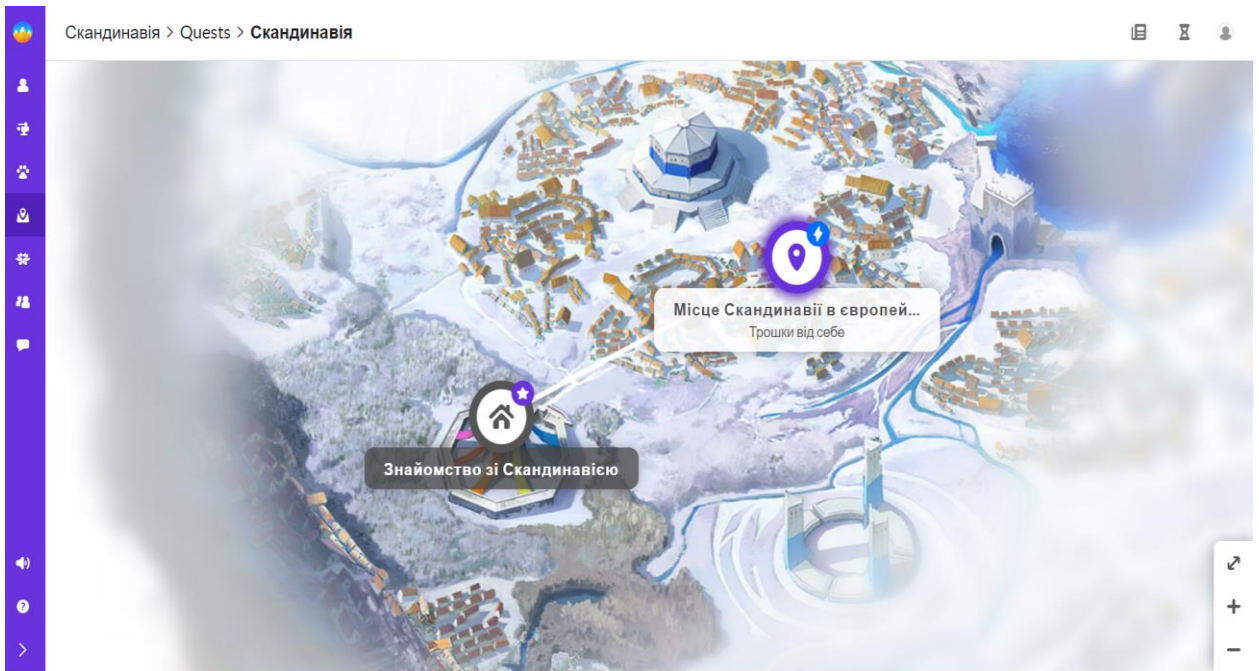 Скандинавія > Quests > Скандинавія
Місце Скандинавії в європей...
Трошки від себе
Знайомство зі Скандинавією